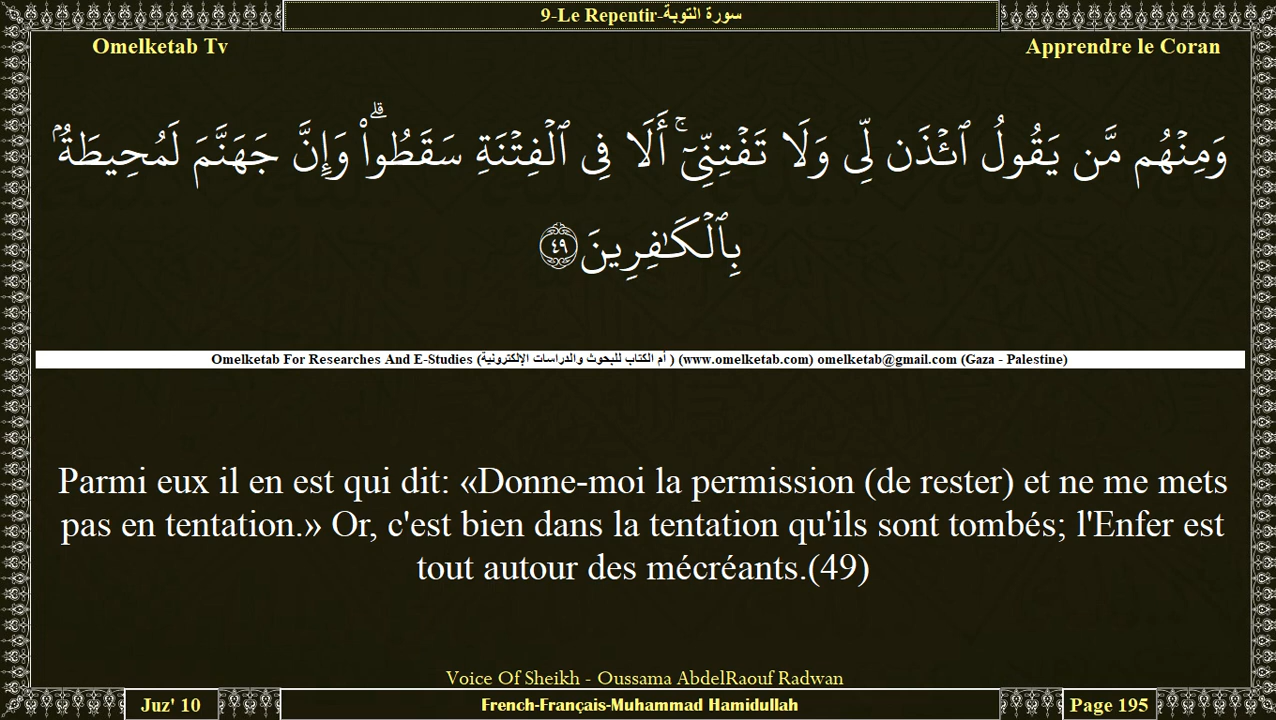 9-Le Repentir-سورة التوبة
Omelketab Tv
Apprendre le Coran
وَمِنْهُم مَّن يَقُولُ ٱئْذَن لِّى وَلَا تَفْتِنِّىٓ ۚ أَلَا فِى ٱلْفِتْنَةِ سَقَطُوا۟ ۗ وَإِنَّ جَهَنَّمَ لَمُحِيطَةٌۢ
بِٱلْكَـٰفِرِينَ ٤٩
Omelketab For Researches And E-Studies (أم الكتاب للبحوث والدراسات الإلكترونية ) (www.omelketab.com) omelketab@gmail.com (Gaza - Palestine)
Parmi eux il en est qui dit: «Donne-moi la permission (de rester) et ne me mets
pas en tentation.» Or, c'est bien dans la tentation qu'ils sont tombés; l'Enfer est
tout autour des mécréants.(49)
Voice Of Sheikh - Oussama AbdelRaouf Radwan
Juz' 10
French-Français-Muhammad Hamidullah
Page 195